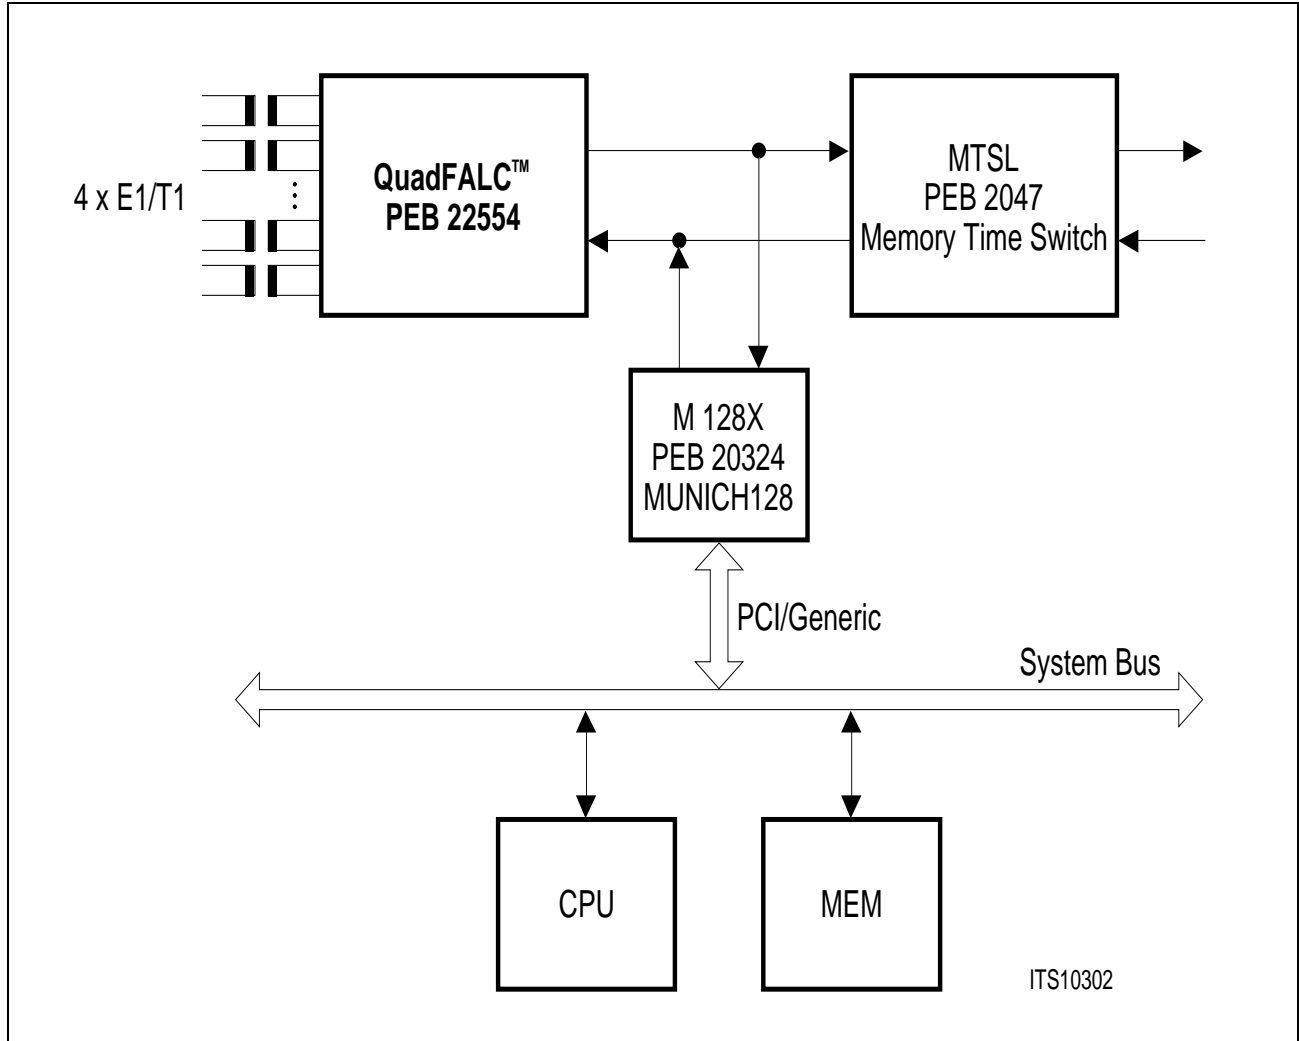 4 x E1/T1
QuadFALC™
PEB 22554
MTSL
PEB 2047
Memory Time Switch
M 128X
PEB 20324
MUNICH128
PCI/Generic
System Bus
CPU
MEM
ITS10302